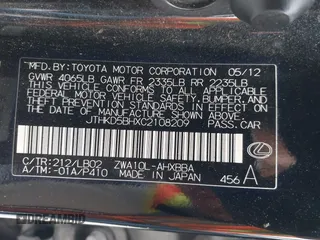 MFD.BY:TOYOTA MOTOR CORPORATION 05/12
GVWR 4065LB GAWR FR 2335LB RR 2235LB
THIS VEHICLE CONFORMS TO ALL APPLICABLE
FEDERAL MOTOR VEHICLE SAFETY, BUMPER, AND
THEFT PREVENTION STANDARDS IN EFFECT ON
THE DATE OF MANUFACTURE SHOWN ABOVE.
JTHKD5BHXC2108209 PASS.CAR
C/TR:212/LB02 ZWA10L-AHXBBA
A/TM:-01A/P410
MADE IN JAPAN
456 A